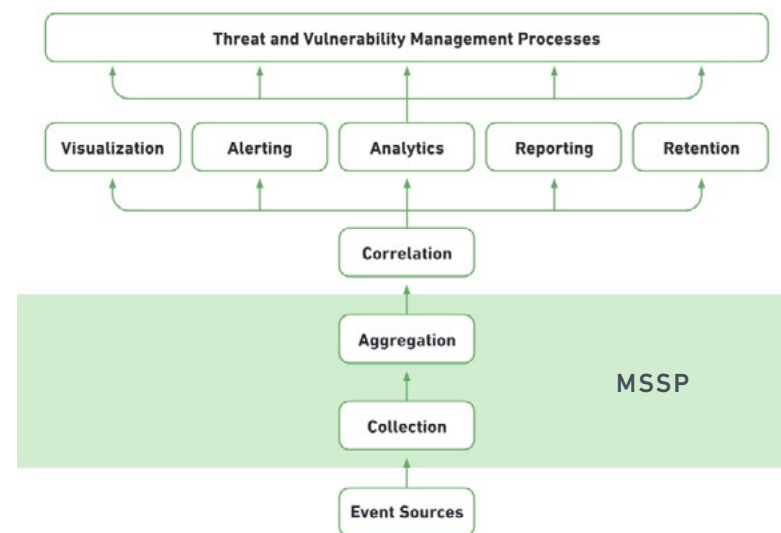 Threat and Vulnerability Management Processes
Visualization
Alerting
Analytics
Reporting
Retention
Correlation
Aggregation
MSSP
Collection
Event Sources